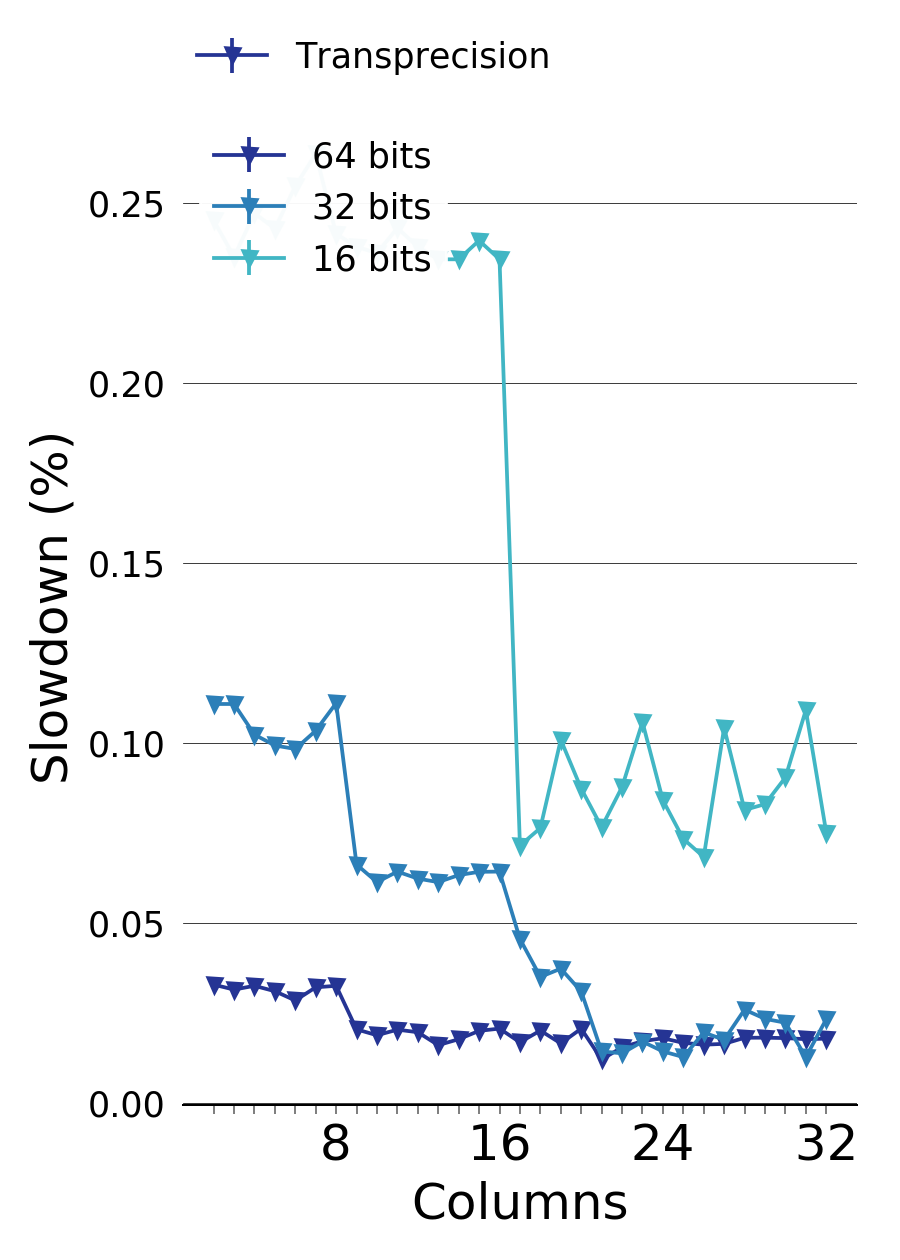 Transprecision
64 bits
32 bits
16 bits
0.25
0.20
0.15
0.10
0.05
0.00
Slowdown (%)
8 16 24 32
Columns